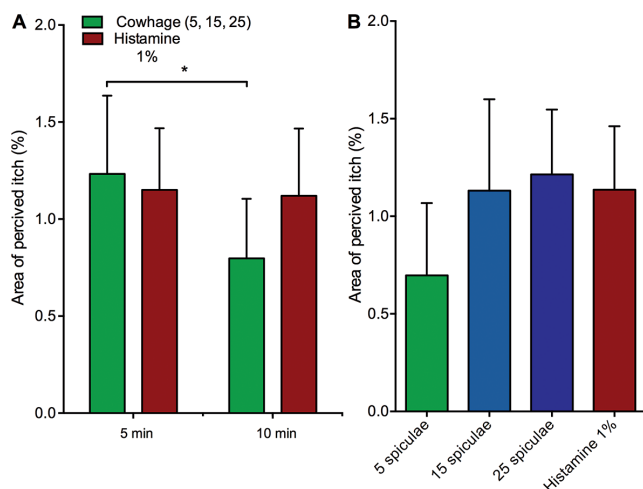 A
Cowhage (5, 15, 25)
Histamine
1%
*
Area of percived itch (%)
2.0
1.5
1.0
0.5
0.0
5 min
10 min
B
Area of percived itch (%)
2.0
1.5
1.0
0.5
0.0
5 spiculae
15 spiculae
25 spiculae
Histamine 1%